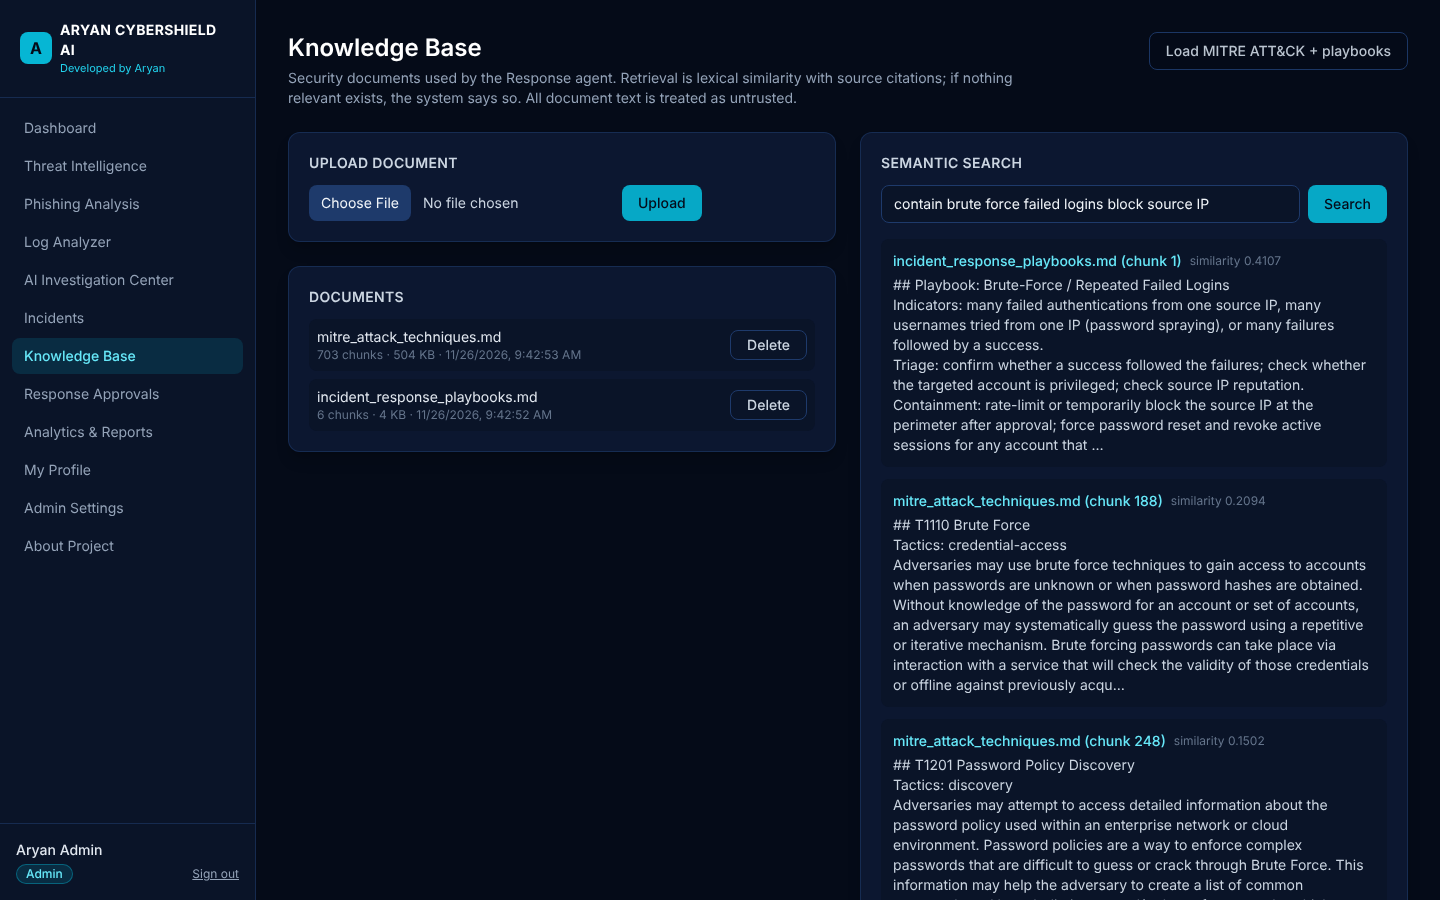 A
ARYAN CYBERSHIELD
AI
Developed by Aryan
Dashboard
Threat Intelligence
Phishing Analysis
Log Analyzer
AI Investigation Center
Incidents
Knowledge Base
Response Approvals
Analytics & Reports
My Profile
Admin Settings
About Project
Aryan Admin
Admin
Sign out
Knowledge Base
Security documents used by the Response agent. Retrieval is lexical similarity with source citations; if nothing
relevant exists, the system says so. All document text is treated as untrusted.
Load MITRE ATT&CK + playbooks
UPLOAD DOCUMENT
Choose File No file chosen
Upload
DOCUMENTS
mitre_attack_techniques.md
703 chunks · 504 KB · 11/26/2026, 9:42:53 AM
Delete
incident_response_playbooks.md
6 chunks · 4 KB · 11/26/2026, 9:42:52 AM
Delete
SEMANTIC SEARCH
contain brute force failed logins block source IP
Search
incident_response_playbooks.md (chunk 1) similarity 0.4107
## Playbook: Brute-Force / Repeated Failed Logins
Indicators: many failed authentications from one source IP, many
usernames tried from one IP (password spraying), or many failures
followed by a success.
Triage: confirm whether a success followed the failures; check whether
the targeted account is privileged; check source IP reputation.
Containment: rate-limit or temporarily block the source IP at the
perimeter after approval; force password reset and revoke active
sessions for any account that ...
mitre_attack_techniques.md (chunk 188) similarity 0.2094
## T1110 Brute Force
Tactics: credential-access
Adversaries may use brute force techniques to gain access to accounts
when passwords are unknown or when password hashes are obtained.
Without knowledge of the password for an account or set of accounts,
an adversary may systematically guess the password using a repetitive
or iterative mechanism. Brute forcing passwords can take place via
interaction with a service that will check the validity of those credentials
or offline against previously acqu...
mitre_attack_techniques.md (chunk 248) similarity 0.1502
## T1201 Password Policy Discovery
Tactics: discovery
Adversaries may attempt to access detailed information about the
password policy used within an enterprise network or cloud
environment. Password policies are a way to enforce complex
passwords that are difficult to guess or crack through Brute Force. This
information may help the adversary to create a list of common